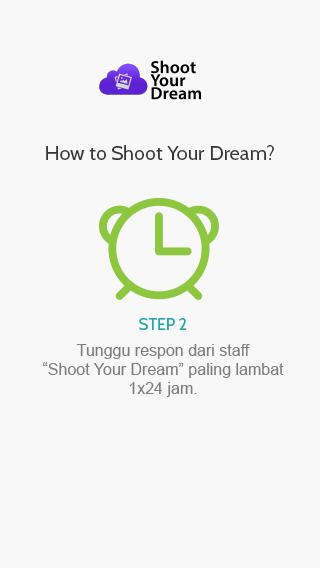 Shoot
Your
Dream
How to Shoot Your Dream?
STEP 2
Tunggu respon dari staff
“Shoot Your Dream” paling lambat
1x24 jam.